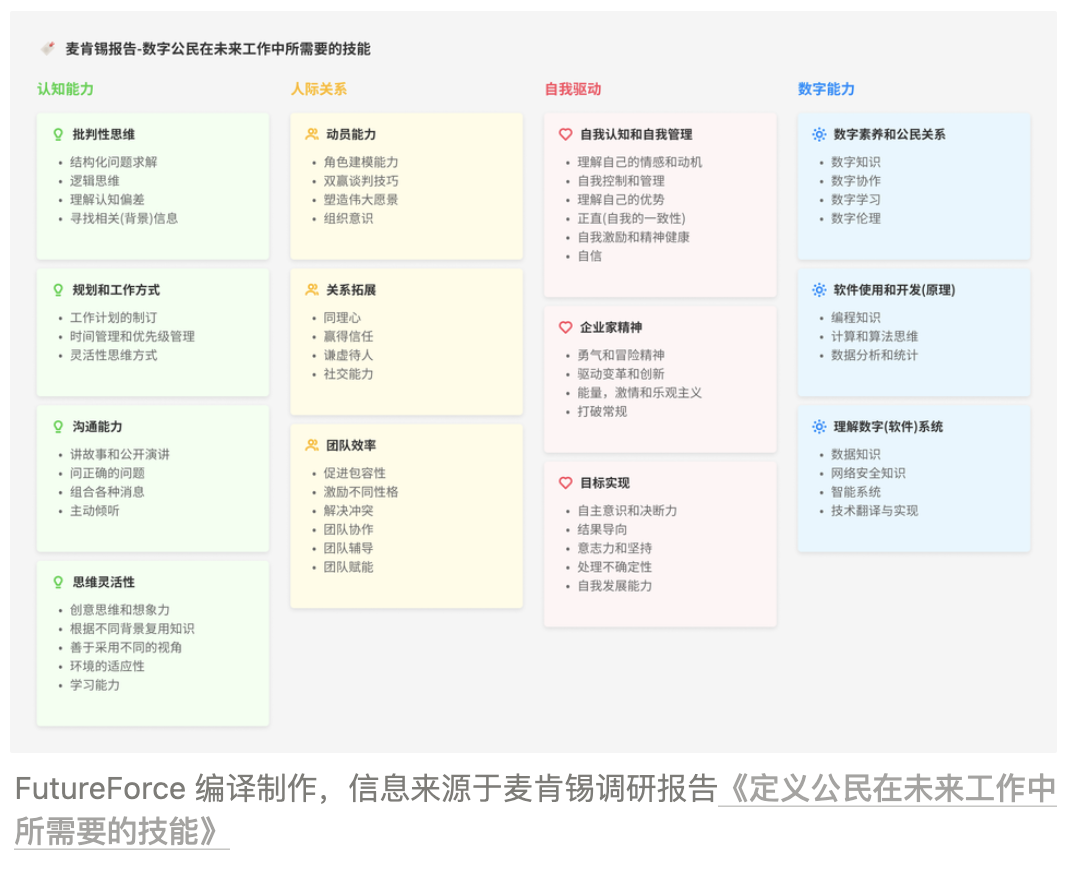 麦肯锡报告-数字公民在未来工作中所需要的技能
认知能力
批判性思维
• 结构化问题求解
• 逻辑思维
• 理解认知偏差
• 寻找相关(背景)信息
规划和工作方式
• 工作计划的制订
• 时间管理和优先级管理
• 灵活性思维方式
沟通能力
• 讲故事和公开演讲
• 问正确的问题
• 组合各种消息
• 主动倾听
思维灵活性
• 创意思维和想象力
• 根据不同背景复用知识
• 善于采用不同的视角
• 环境的适应性
• 学习能力
人际关系
动员能力
• 角色建模能力
• 双赢谈判技巧
• 塑造伟大愿景
• 组织意识
关系拓展
• 同理心
• 赢得信任
• 谦虚待人
• 社交能力
团队效率
• 促进包容性
• 激励不同性格
• 解决冲突
• 团队协作
• 团队辅导
• 团队赋能
自我驱动
自我认知和自我管理
• 理解自己的情感和动机
• 自我控制和管理
• 理解自己的优势
• 正直(自我的一致性)
• 自我激励和精神健康
• 自信
企业家精神
• 勇气和冒险精神
• 驱动变革和创新
• 能量，激情和乐观主义
• 打破常规
目标实现
• 自主意识和决断力
• 结果导向
• 意志力和坚持
• 处理不确定性
• 自我发展能力
数字能力
数字素养和公民关系
• 数字知识
• 数字协作
• 数字学习
• 数字伦理
软件使用和开发(原理)
• 编程知识
• 计算和算法思维
• 数据分析和统计
理解数字(软件)系统
• 数据知识
• 网络安全知识
• 智能系统
• 技术翻译与实现
FutureForce 编译制作，信息来源于麦肯锡调研报告《定义公民在未来工作中
所需要的技能》